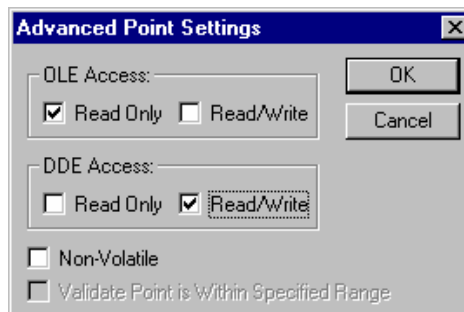 Advanced Point Settings
OLE Access:
Read Only Read/Write
OK
Cancel
DDE Access:
Read Only Read/Write
Non-Volatile
Validate Point is Within Specified Range